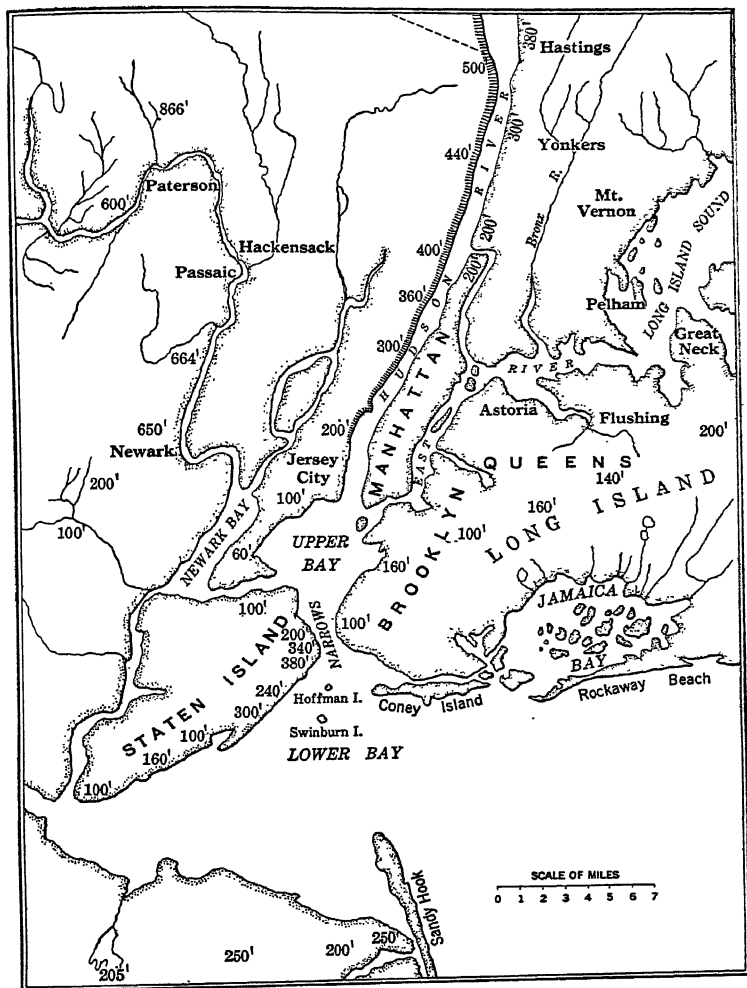 380'
Hastings
500'
866'
300'
RIVER
440'
Yonkers
Paterson
600'
Mt.
Vernon
Bronx R.
LONG ISLAND SOUND
200'
Hackensack
400'
200'
Passaic
360'
Pelham
HUDSON
Great
Neck
300'
664'
RIVER
MANHATTAN
Astoria
Flushing
650'
200'
200'
Newark
EAST
Jersey
City
QUEENS
200'
140'
100'
LONG ISLAND
160'
100'
BROOKLYN
100'
NEWARK BAY
UPPER
BAY
60'
160'
JAMAICA
BAY
100'
100'
NARROWS
200'
340'
380'
STATEN ISLAND
240'
Hoffman I.
Coney Island
Rockaway Beach
300'
Swinburn I.
100'
LOWER BAY
160'
100'
Sandy Hook
SCALE OF MILES
0 1 2 3 4 5 6 7
250'
200'
250'
205'